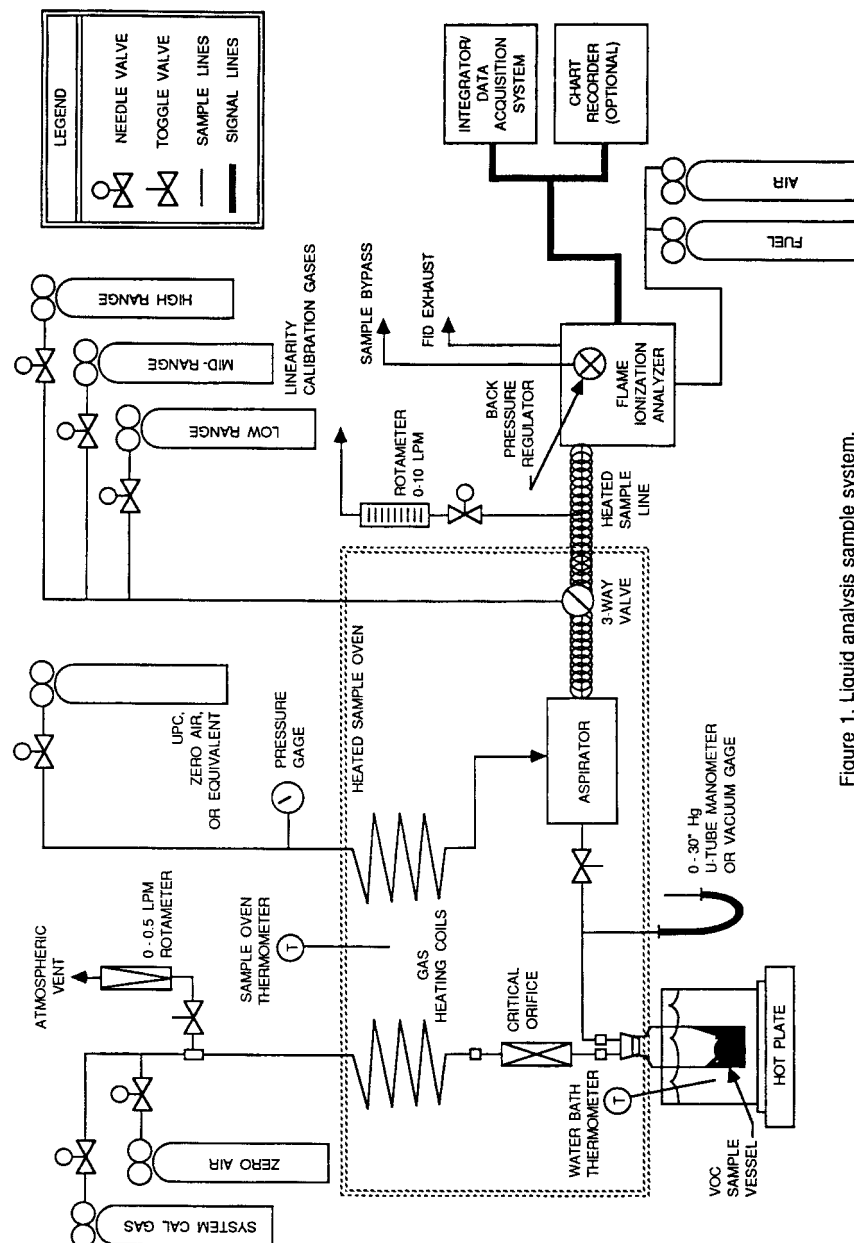 LEGEND
NEEDLE VALVE
TOGGLE VALVE
SAMPLE LINES
SIGNAL LINES
HIGH RANGE
MID-RANGE
LOW RANGE
LINEARITY
CALIBRATION GASES
UPC,
ZERO AIR,
OR EQUIVALENT
PRESSURE
GAGE
ATMOSPHERIC
VENT
0-0.5 LPM
ROTAMETER
SYSTEM CAL GAS
ZERO AIR
SAMPLE OVEN
THERMOMETER
T
HEATED SAMPLE OVEN
GAS
HEATING COILS
CRITICAL
ORIFICE
WATER BATH
THERMOMETER
T
VOC
SAMPLE
VESSEL
HOT PLATE
0-30" Hg
U-TUBE MANOMETER
OR VACUUM GAGE
ASPIRATOR
3-WAY
VALVE
HEATED
SAMPLE
LINE
ROTAMETER
0-10 LPM
BACK
PRESSURE
REGULATOR
SAMPLE BYPASS
FID EXHAUST
FLAME
IONIZATION
ANALYZER
INTEGRATOR/
DATA
ACQUISITION
SYSTEM
CHART
RECORDER
(OPTIONAL)
FUEL
AIR
Figure 1. Liquid analysis sample system.